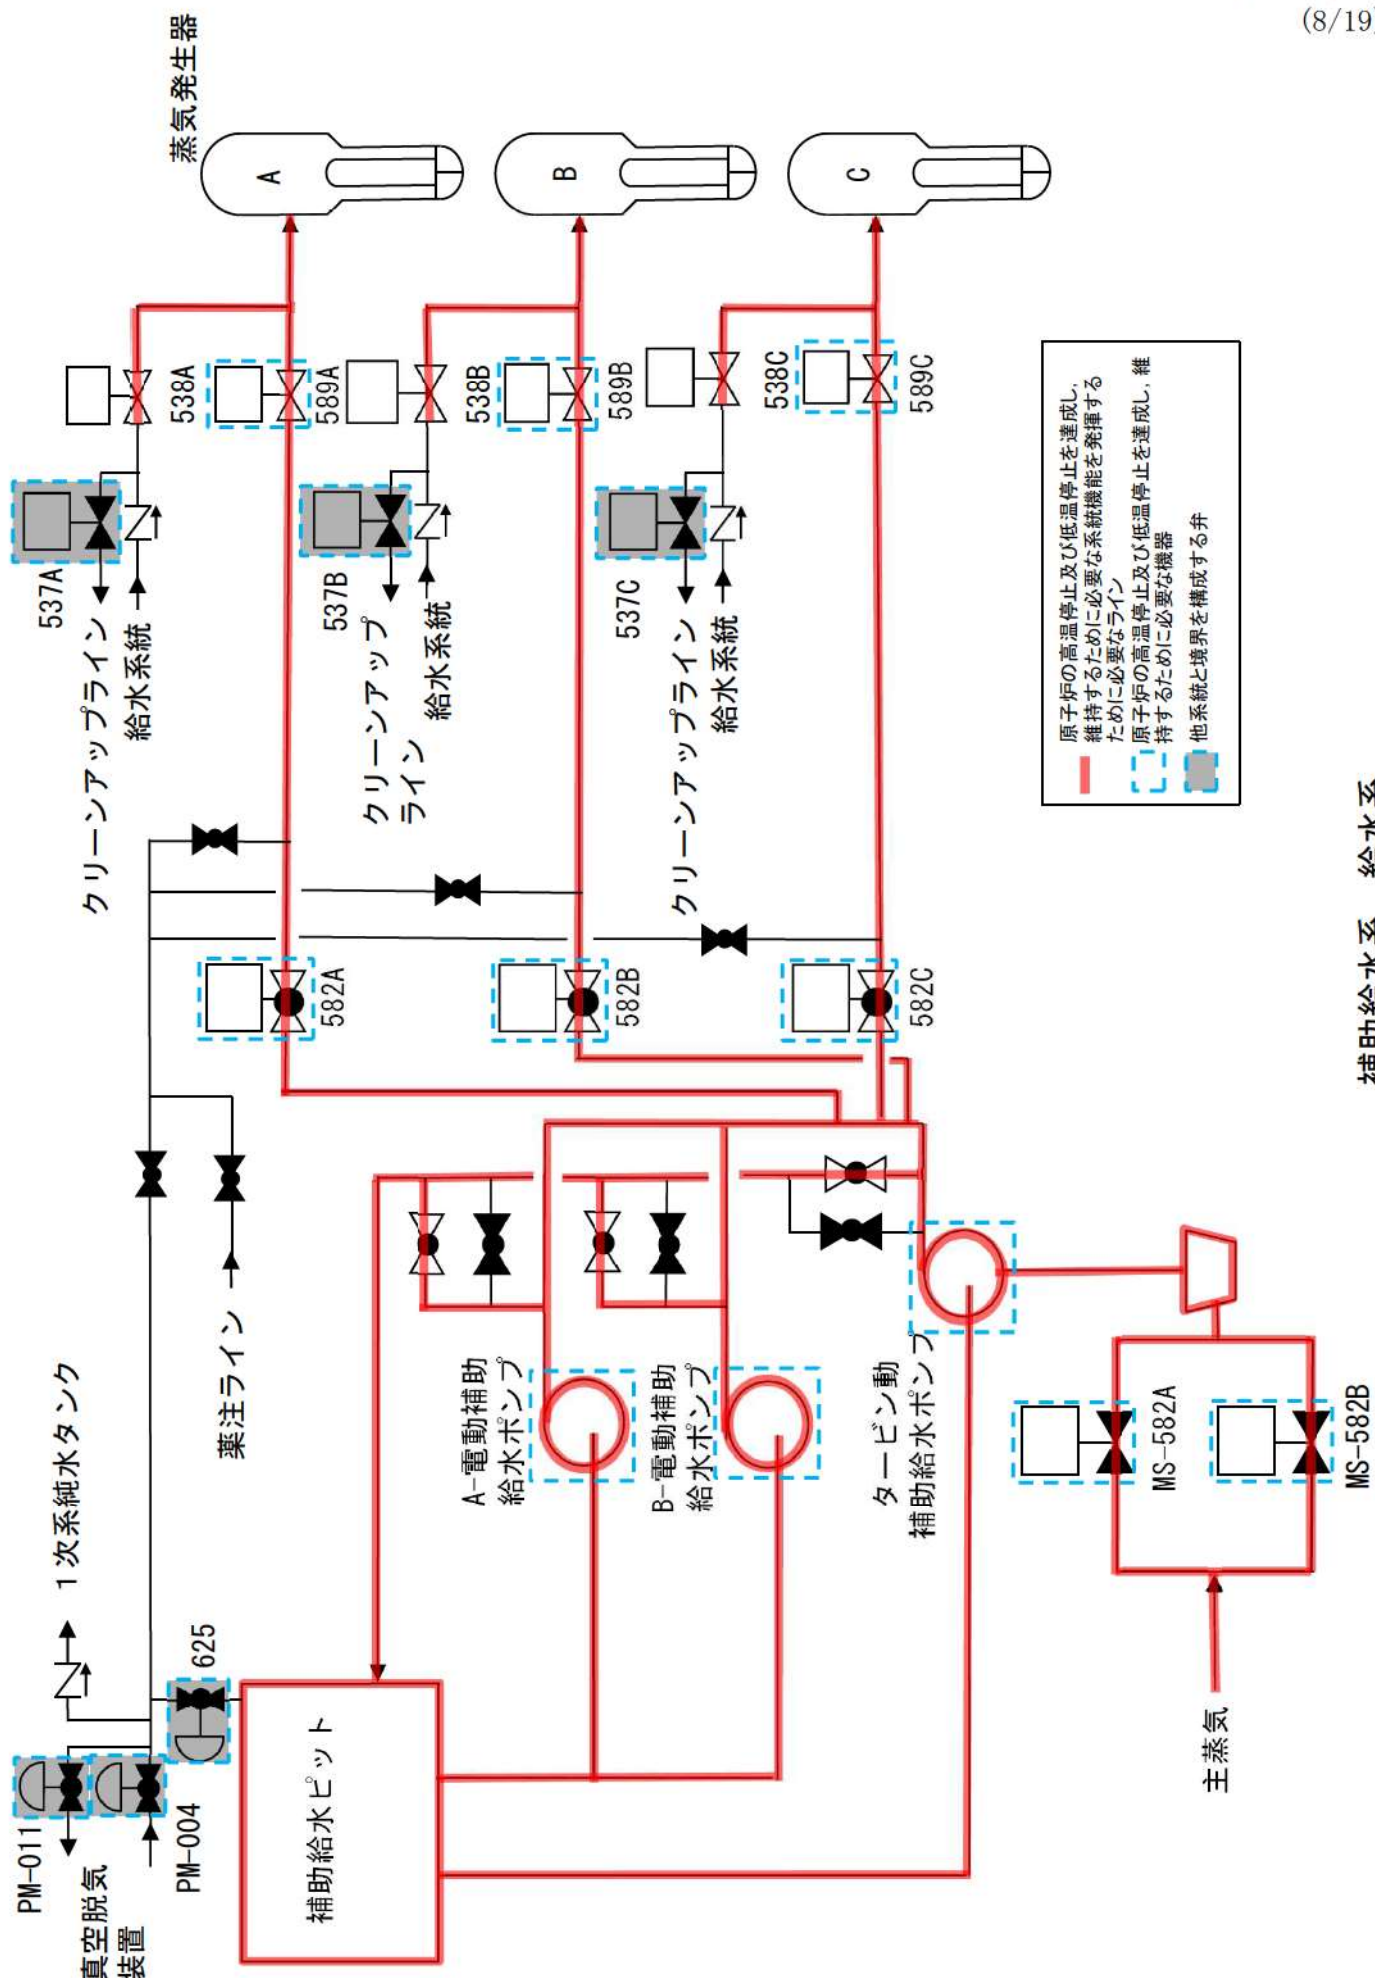 (8/19)
蒸気発生器
A
B
C
538A
589A
538B
589B
538C
589C
537A
クリーンアップライン
給水系統
537B
クリーンアップ
ライン
給水系統
537C
クリーンアップライン
給水系統
582A
582B
582C
薬注ライン
1次系純水タンク
625
PM-011
真空脱気
装置
PM-004
補助給水ピット
A-電動補助
給水ポンプ
B-電動補助
給水ポンプ
タービン動
補助給水ポンプ
MS-582A
MS-582B
主蒸気
原子炉の高温停止及び低温停止を達成し,
維持するために必要な系統機能を発揮する
ために必要なライン
原子炉の高温停止及び低温停止を達成し, 維
持するために必要な機器
他系統と境界を構成する弁
補助給水系 給水系